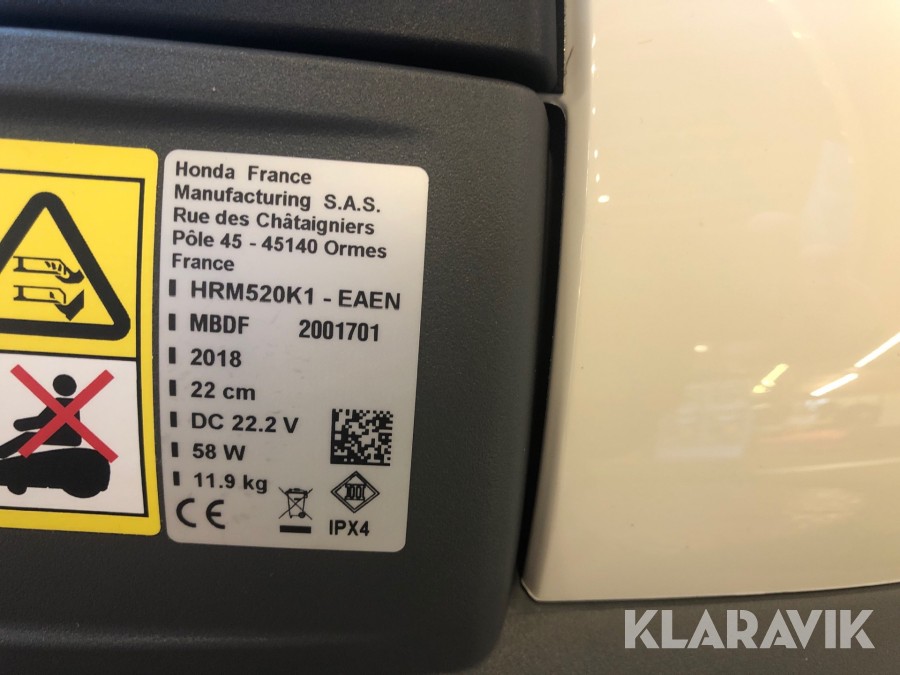 Honda France
Manufacturing S.A.S.
Rue des Châtaigniers
Pôle 45 - 45140 Ormes
France
HRM520K1 - EAEN
MBDF 2001701
2018
22 cm
DC 22.2 V
58 W
11.9 kg
CE
IPX4
KLARAVIK